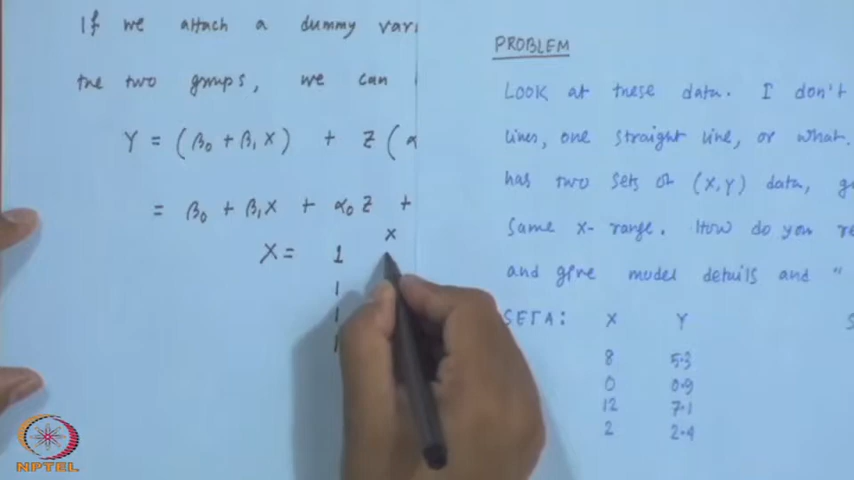 If we attach a dummy
the two groups, we can
Y = (β₀ + β₁X) + Z(
= β₀ + β₁X + α₀Z +
x
X = 1
1
1
1
PROBLEM
Look at these data. I don't
lines, one straight line, or what.
has two sets of (X,Y) data,
same X-range. How do you
and give model details and "
SETA: X Y
8 5.3
0 0.9
12 7.1
2 2.4
NPTEL